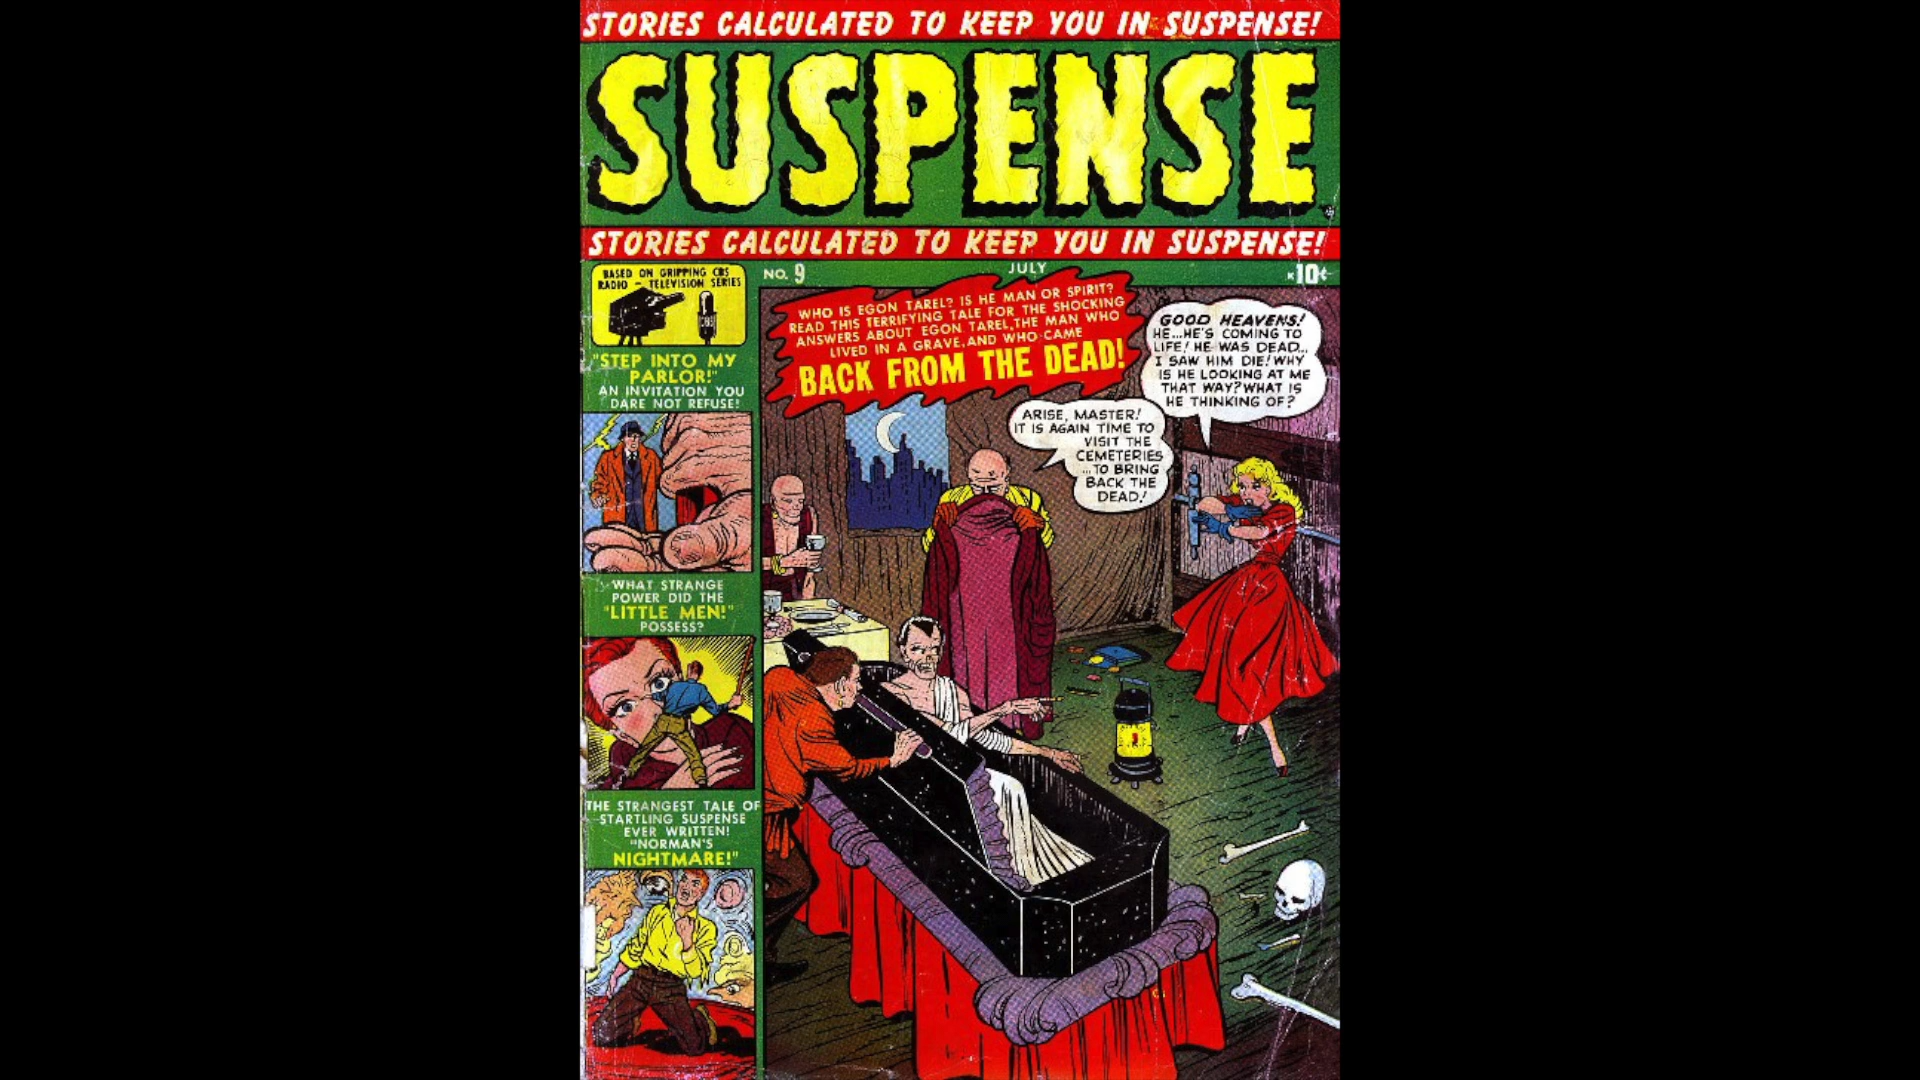 STORIES CALCULATED TO KEEP YOU IN SUSPENSE!
SUSPENSE
STORIES CALCULATED TO KEEP YOU IN SUSPENSE!
BASED ON GRIPPING CBS
RADIO - TELEVISION SERIES
CBS
NO. 9
JULY
10¢
"STEP INTO MY
PARLOR!"
AN INVITATION YOU
DARE NOT REFUSE!
WHAT STRANGE
POWER DID THE
"LITTLE MEN!"
POSSESS?
THE STRANGEST TALE OF
STARTLING SUSPENSE
EVER WRITTEN!
"NORMAN'S
NIGHTMARE!"
WHO IS EGON TAREL? IS HE MAN OR SPIRIT?
READ THIS TERRIFYING TALE FOR THE SHOCKING
ANSWERS ABOUT EGON TAREL, THE MAN WHO
LIVED IN A GRAVE, AND WHO CAME
BACK FROM THE DEAD!
ARISE, MASTER!
IT IS AGAIN TIME TO
VISIT THE
CEMETERIES
...TO BRING
BACK THE
DEAD!
GOOD HEAVENS!
HE...HE'S COMING TO
LIFE! HE WAS DEAD...
I SAW HIM DIE! WHY
IS HE LOOKING AT ME
THAT WAY? WHAT IS
HE THINKING OF?